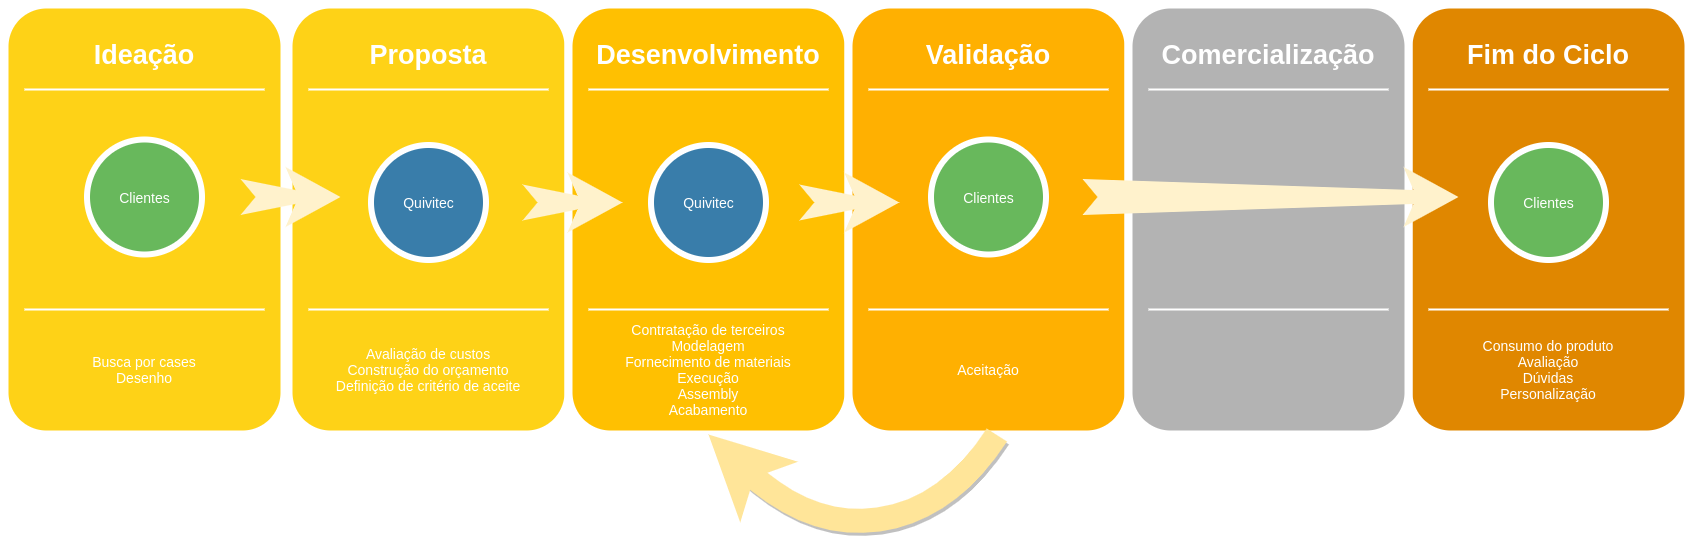 Ideação
Proposta
Desenvolvimento
Validação
Comercialização
Fim do Ciclo
Clientes
Quivitec
Quivitec
Clientes
Clientes
Busca por cases
Desenho
Avaliação de custos
Construção do orçamento
Definição de critério de aceite
Contratação de terceiros
Modelagem
Fornecimento de materiais
Execução
Assembly
Acabamento
Aceitação
Consumo do produto
Avaliação
Dúvidas
Personalização